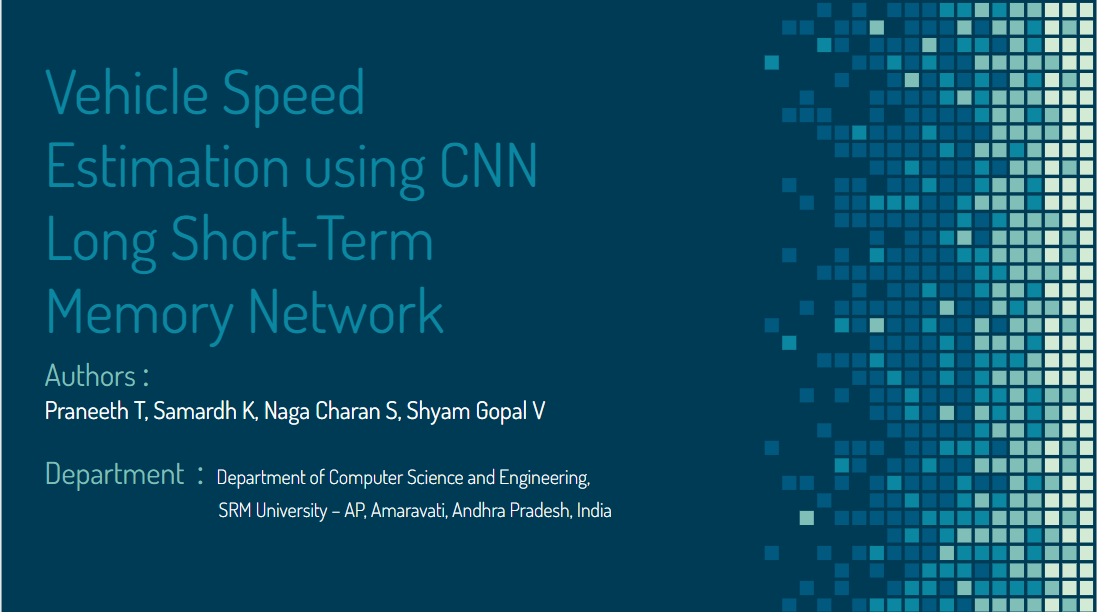 Vehicle Speed
Estimation using CNN
Long Short-Term
Memory Network
Authors :
Praneeth T, Samardh K, Naga Charan S, Shyam Gopal V
Department : Department of Computer Science and Engineering,
SRM University – AP, Amaravati, Andhra Pradesh, India